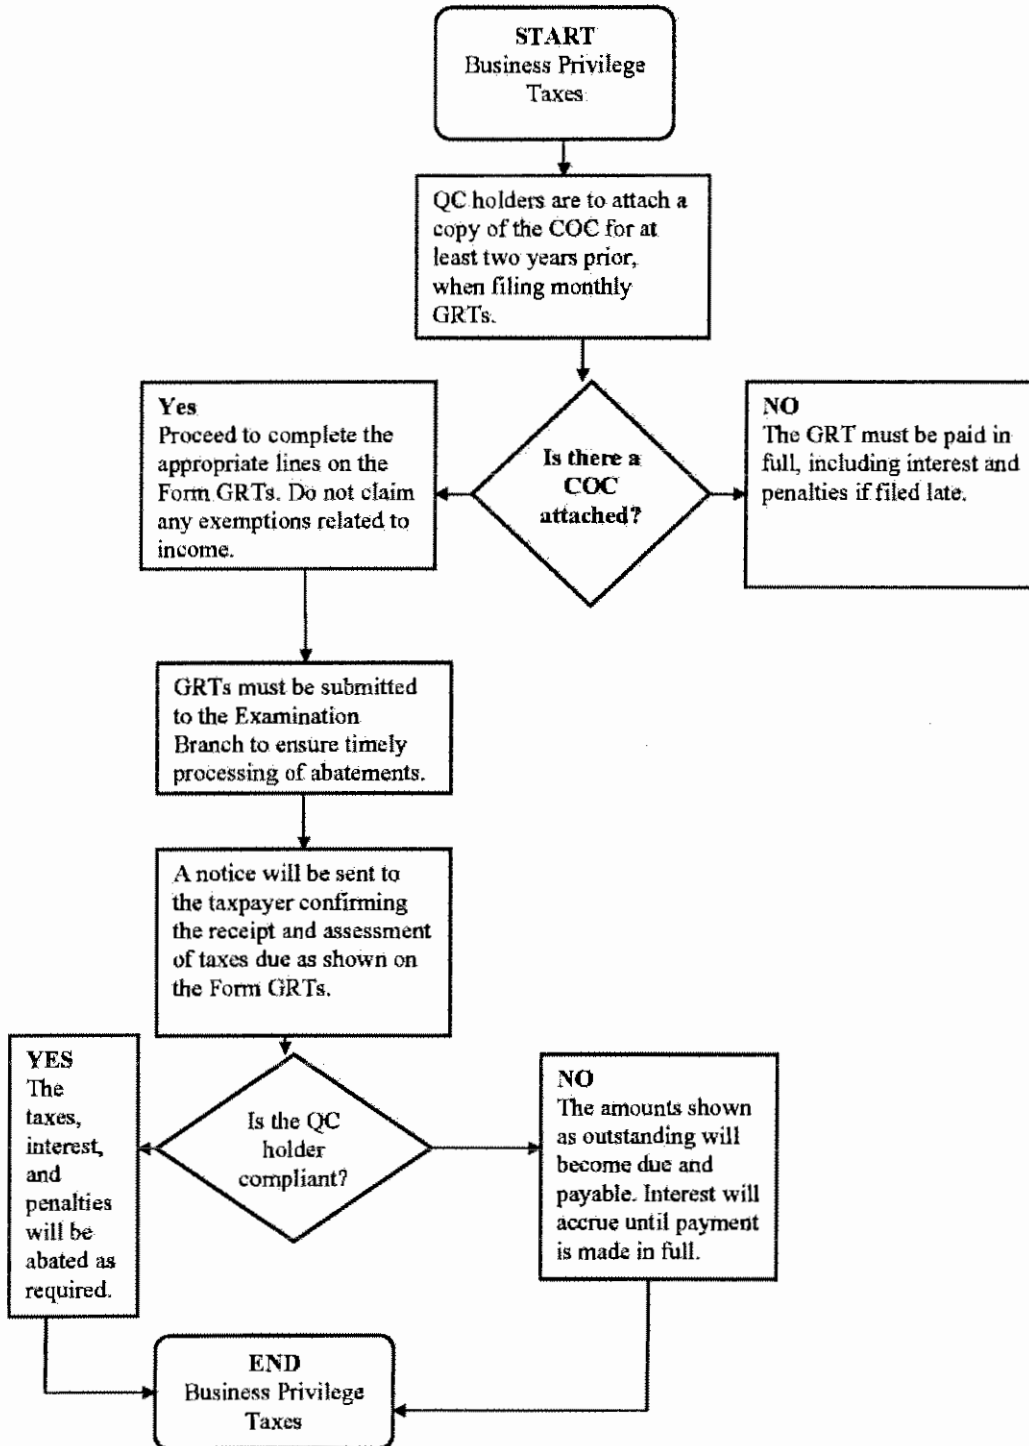 START
Business Privilege
Taxes
QC holders are to attach a
copy of the COC for at
least two years prior,
when filing monthly
GRTs.
Yes
Proceed to complete the
appropriate lines on the
Form GRTs. Do not claim
any exemptions related to
income.
Is there a
COC
attached?
NO
The GRT must be paid in
full, including interest and
penalties if filed late.
GRTs must be submitted
to the Examination
Branch to ensure timely
processing of abatements.
A notice will be sent to
the taxpayer confirming
the receipt and assessment
of taxes due as shown on
the Form GRTs.
YES
The
taxes,
interest,
and
penalties
will be
abated as
required.
Is the QC
holder
compliant?
NO
The amounts shown
as outstanding will
become due and
payable. Interest will
accrue until payment
is made in full.
END
Business Privilege
Taxes